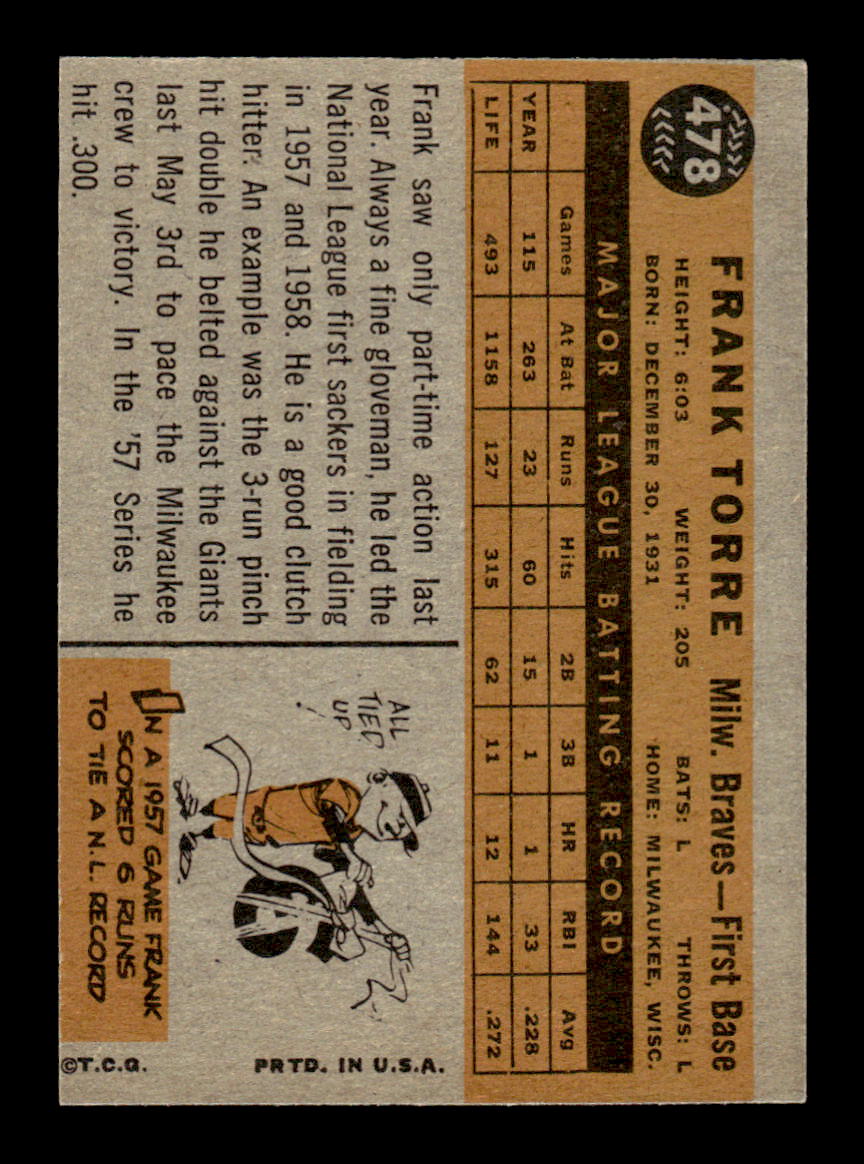 478
FRANK TORRE Milw. Braves—First Base
HEIGHT: 6:03 WEIGHT: 205 BATS: L THROWS: L
BORN: DECEMBER 30, 1931 HOME: MILWAUKEE, WISC.
MAJOR LEAGUE BATTING RECORD
Games At Bat Runs Hits 2B 3B HR RBI Avg
YEAR 115 263 23 60 15 1 1 33 .228
LIFE 493 1158 127 315 62 11 12 144 .272
Frank saw only part-time action last
year. Always a fine gloveman, he led the
National League first sackers in fielding
in 1957 and 1958. He is a good clutch
hitter. An example was the 3-run pinch
hit double he belted against the Giants
last May 3rd to pace the Milwaukee
crew to victory. In the '57 Series he
hit .300.
ALL
TIED
UP!
6
IN A 1957 GAME FRANK
SCORED 6 RUNS
TO TIE A N.L. RECORD
©T.C.G. PRTD. IN U.S.A.